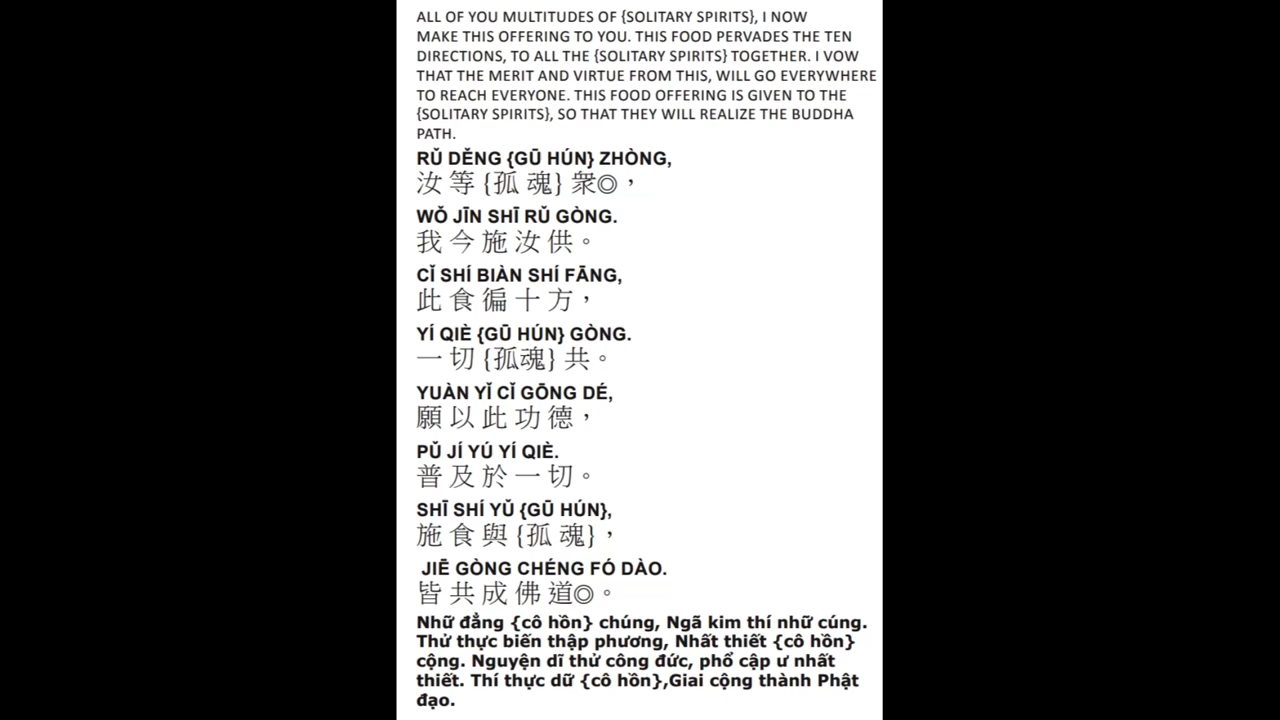 ALL OF YOU MULTITUDES OF {SOLITARY SPIRITS}, I NOW
MAKE THIS OFFERING TO YOU. THIS FOOD PERVADES THE TEN
DIRECTIONS, TO ALL THE {SOLITARY SPIRITS} TOGETHER. I VOW
THAT THE MERIT AND VIRTUE FROM THIS, WILL GO EVERYWHERE
TO REACH EVERYONE. THIS FOOD OFFERING IS GIVEN TO THE
{SOLITARY SPIRITS}, SO THAT THEY WILL REALIZE THE BUDDHA
PATH.
RǓ DĚNG {GŪ HÚN} ZHÒNG,
汝 等 {孤 魂} 衆◎，
WǑ JĪN SHĪ RǓ GÒNG.
我 今 施 汝 供。
CǏ SHÍ BIÀN SHÍ FĀNG,
此 食 徧 十 方，
YÍ QIÈ {GŪ HÚN} GÒNG.
一 切 {孤魂} 共。
YUÀN YǏ CǏ GŌNG DÉ,
願 以 此 功 德，
PǓ JÍ YÚ YÍ QIÈ.
普 及 於 一 切。
SHĪ SHÍ YǓ {GŪ HÚN},
施 食 與 {孤 魂}，
JIĒ GÒNG CHÉNG FÓ DÀO.
皆 共 成 佛 道◎。
Nhữ đẳng {cô hồn} chúng, Ngã kim thí nhữ cúng.
Thử thực biến thập phương, Nhất thiết {cô hồn}
cộng. Nguyện dĩ thử công đức, phổ cập ư nhất
thiết. Thí thực dữ {cô hồn},Giai cộng thành Phật
đạo.